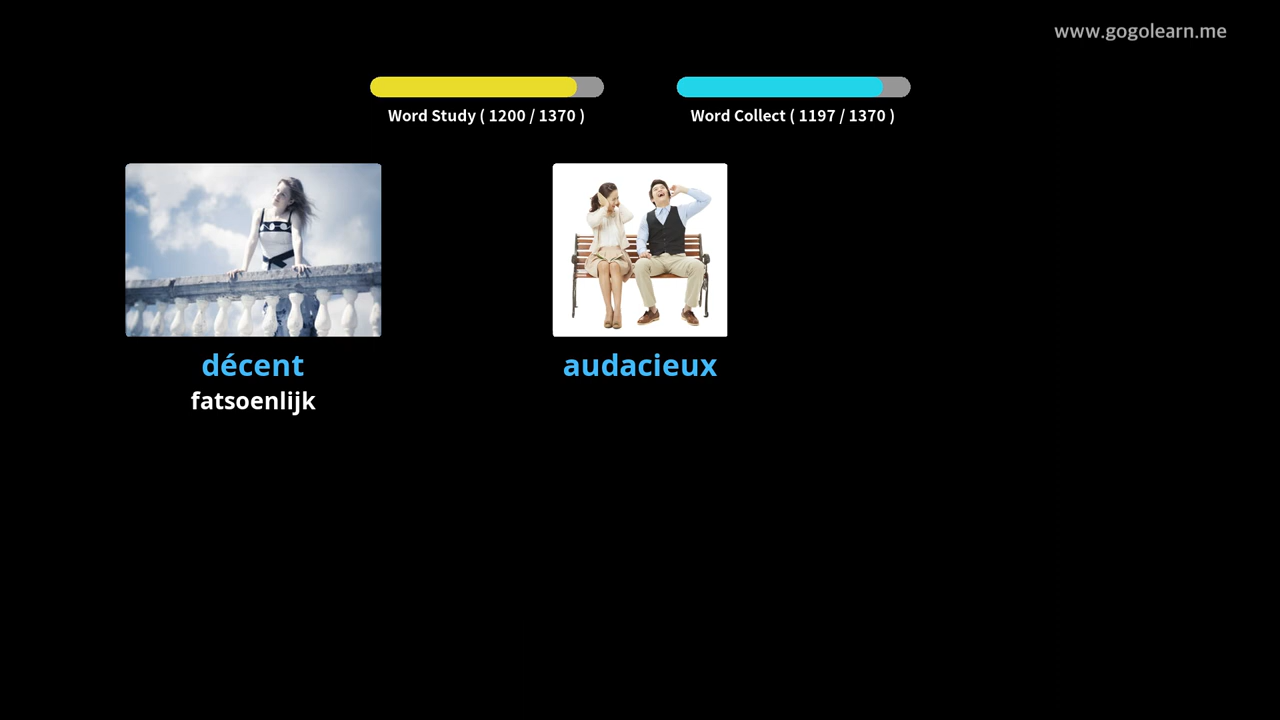 www.gogolearn.me
Word Study ( 1200 / 1370 )
Word Collect ( 1197 / 1370 )
décent
audacieux
fatsoenlijk